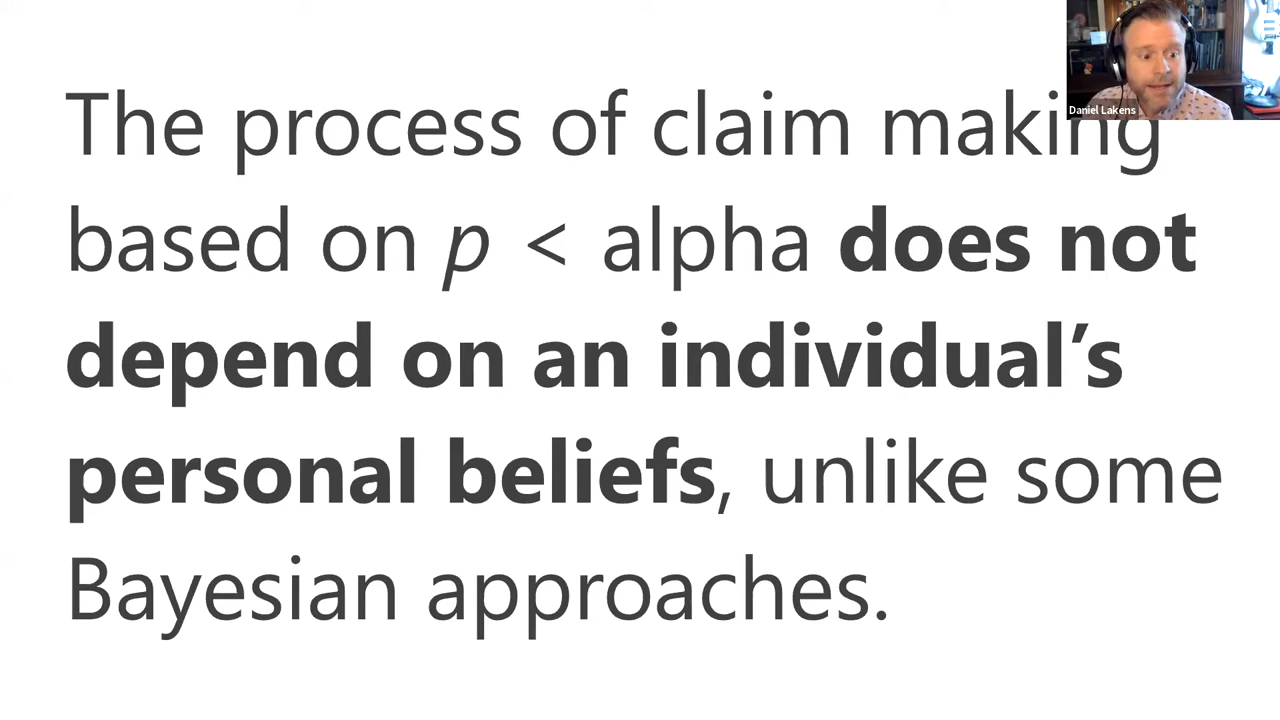 The process of claim making
based on p < alpha does not
depend on an individual’s
personal beliefs, unlike some
Bayesian approaches.
Daniel Lakens